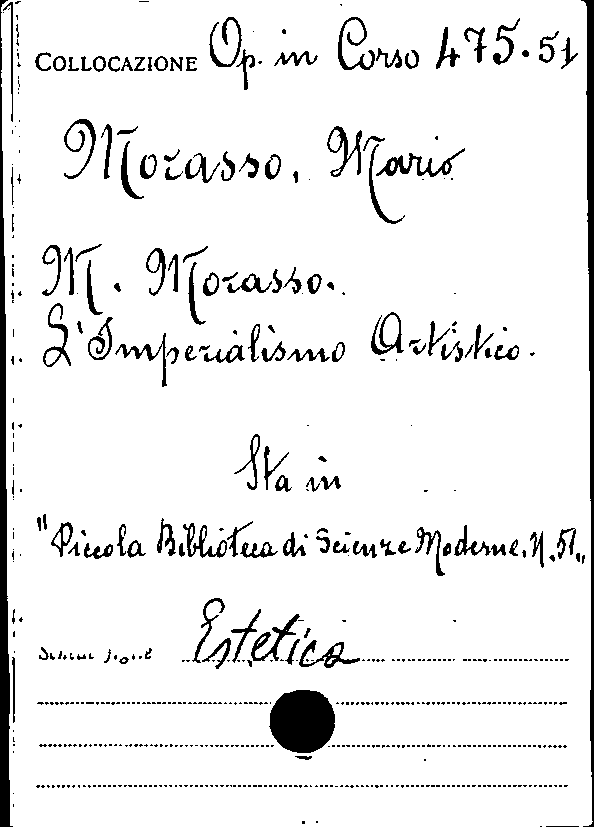 COLLOCAZIONE Op. in Corso 475.51
Morasso, Mario
M. Morasso.
L'Imperialismo Artistico.
Sta in
"Piccola Biblioteca di Scienze Moderne. N. 51„
Estetica